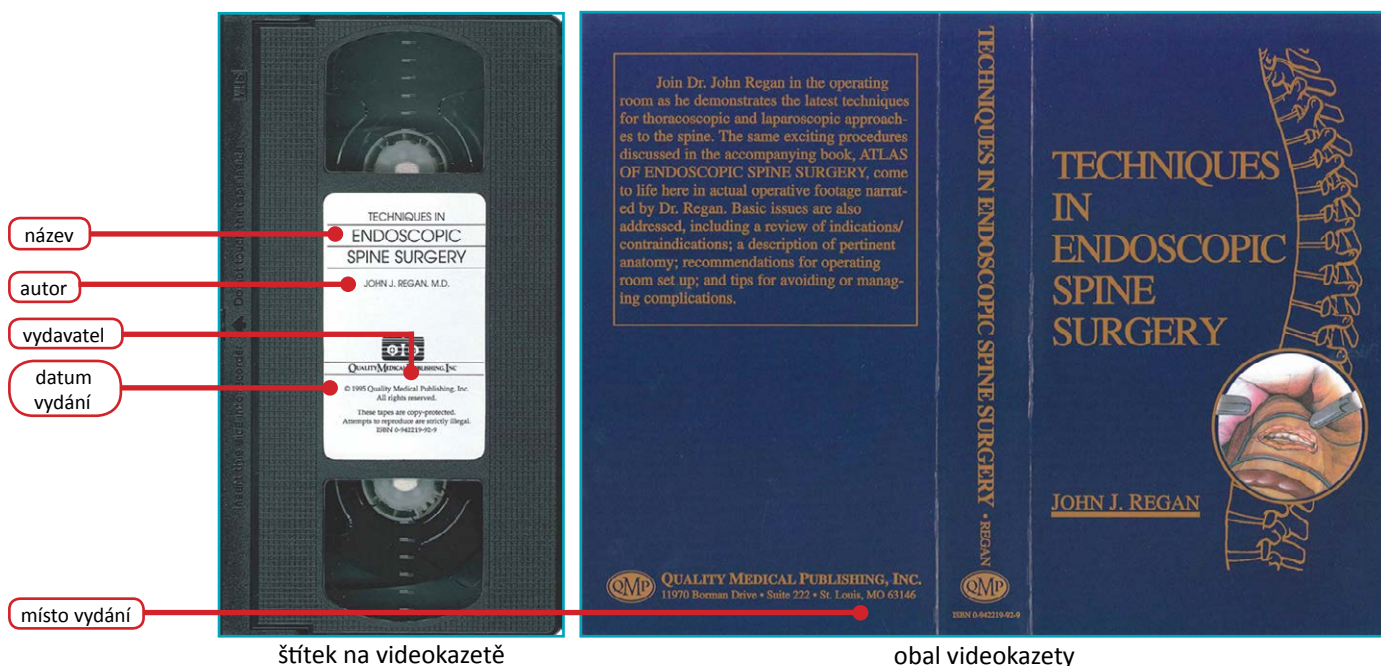 název
autor
vydavatel
datum
vydání
místo vydání
VHS
TECHNIQUES IN
ENDOSCOPIC
SPINE SURGERY
JOHN J. REGAN, M.D.
QUALITY MEDICAL PUBLISHING, INC
© 1995 Quality Medical Publishing, Inc.
All rights reserved.
These tapes are copy-protected.
Attempts to reproduce are strictly illegal.
ISBN 0-942219-92-9
štítek na videokazetě
Join Dr. John Regan in the operating
room as he demonstrates the latest techniques
for thoracoscopic and laparoscopic approach-
es to the spine. The same exciting procedures
discussed in the accompanying book, ATLAS
OF ENDOSCOPIC SPINE SURGERY, come
to life here in actual operative footage narrat-
ed by Dr. Regan. Basic issues are also
addressed, including a review of indications/
contraindications; a description of pertinent
anatomy; recommendations for operating
room set up; and tips for avoiding or manag-
ing complications.
QMP
QUALITY MEDICAL PUBLISHING, INC.
11970 Borman Drive • Suite 222 • St. Louis, MO 63146
TECHNIQUES IN ENDOSCOPIC SPINE SURGERY • REGAN
QMP
ISBN 0-942219-92-9
TECHNIQUES
IN
ENDOSCOPIC
SPINE
SURGERY
JOHN J. REGAN
obal videokazety